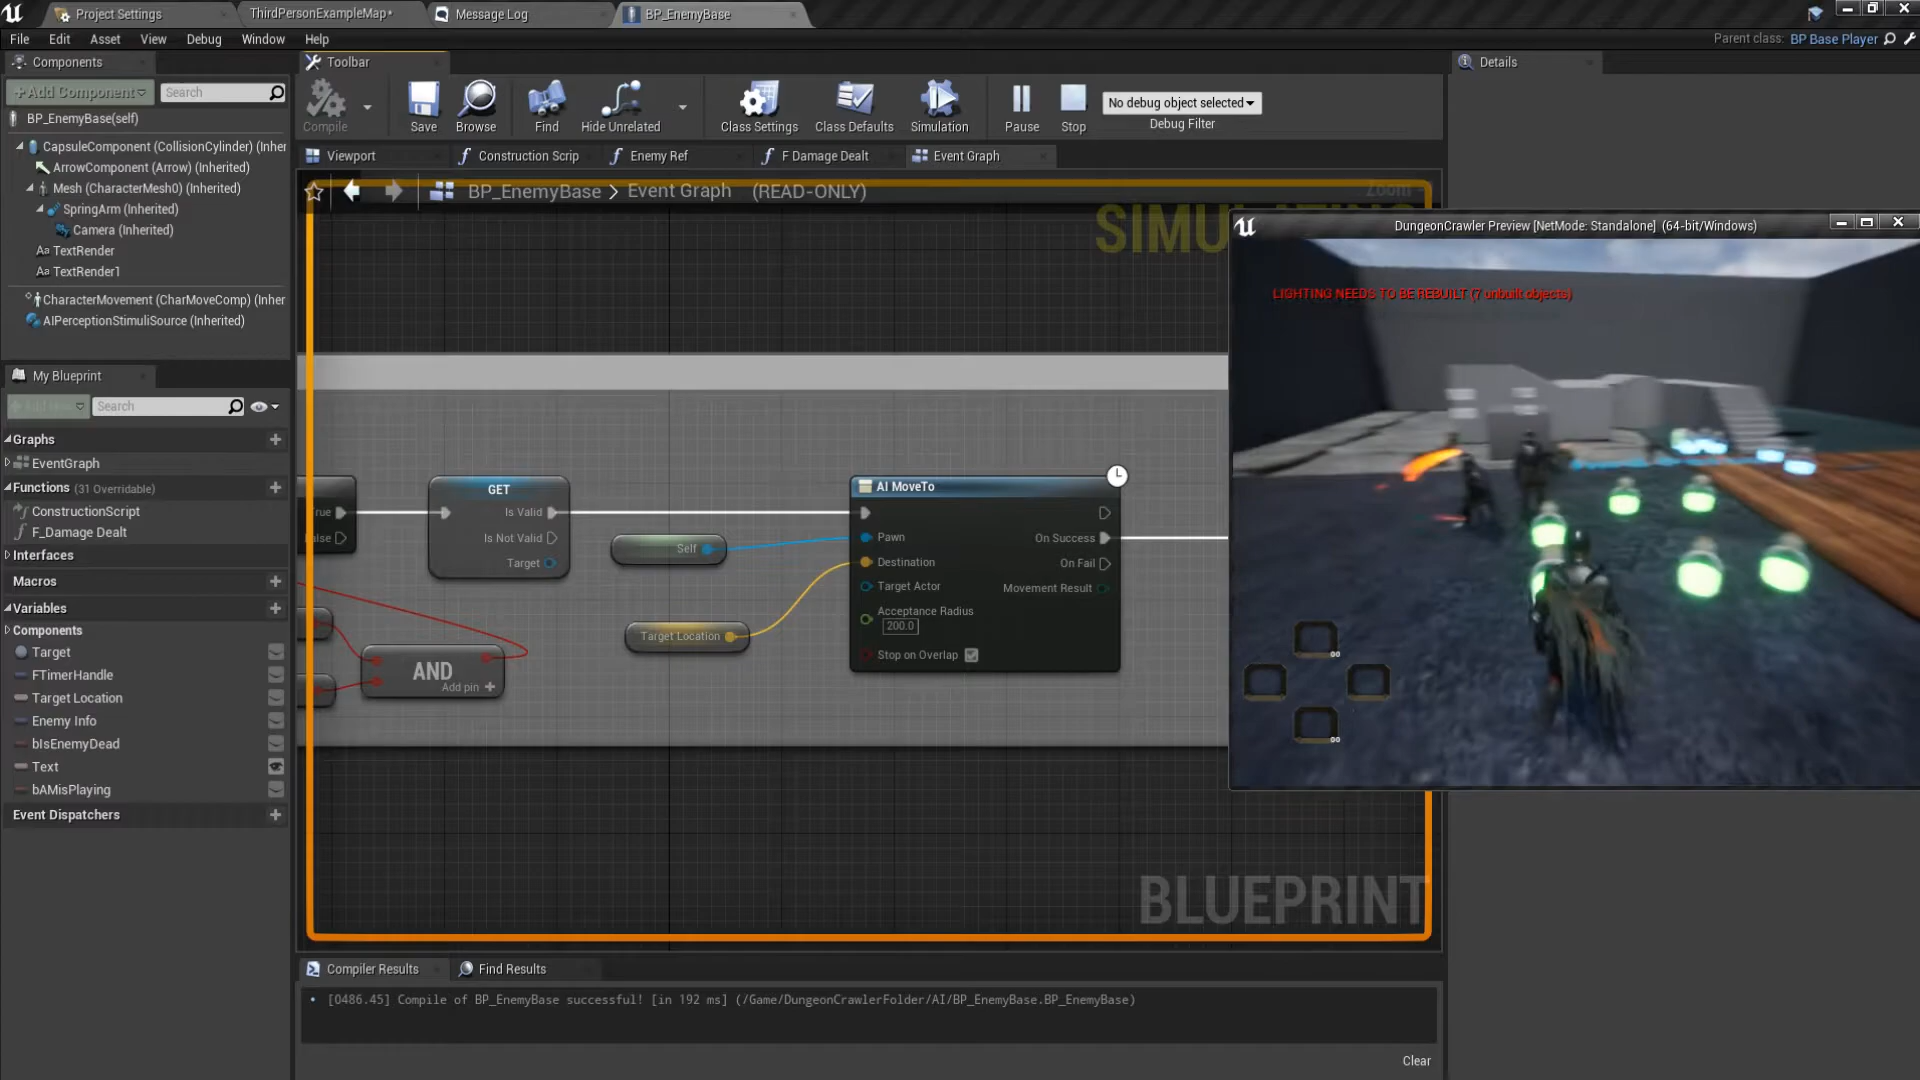 Project Settings
ThirdPersonExampleMap*
Message Log
BP_EnemyBase
File Edit Asset View Debug Window Help
Parent class: BP Base Player
Components
Toolbar
Details
+Add Component
Search
Compile
Save
Browse
Find
Hide Unrelated
Class Settings
Class Defaults
Simulation
Pause
Stop
No debug object selected
Debug Filter
BP_EnemyBase(self)
CapsuleComponent (CollisionCylinder) (Inher
ArrowComponent (Arrow) (Inherited)
Mesh (CharacterMesh0) (Inherited)
SpringArm (Inherited)
Camera (Inherited)
TextRender
TextRender1
CharacterMovement (CharMoveComp) (Inher
AIPerceptionStimuliSource (Inherited)
Viewport
Construction Scrip
Enemy Ref
F Damage Dealt
Event Graph
BP_EnemyBase > Event Graph (READ-ONLY)
Zoom
SIMU
DungeonCrawler Preview [NetMode: Standalone] (64-bit/Windows)
LIGHTING NEEDS TO BE REBUILT (7 unbuilt objects)
My Blueprint
Search
Graphs
EventGraph
Functions (31 Overridable)
ConstructionScript
F_Damage Dealt
Interfaces
Macros
Variables
Components
Target
FTimerHandle
Target Location
Enemy Info
bIsEnemyDead
Text
bAMisPlaying
Event Dispatchers
GET
Is Valid
Is Not Valid
Target
Self
Target Location
AND
Add pin +
AI MoveTo
Pawn
Destination
Target Actor
Acceptance Radius
200.0
Stop on Overlap
On Success
On Fail
Movement Result
BLUEPRINT
Compiler Results
Find Results
• [0486.45] Compile of BP_EnemyBase successful! [in 192 ms] (/Game/DungeonCrawlerFolder/AI/BP_EnemyBase.BP_EnemyBase)
Clear